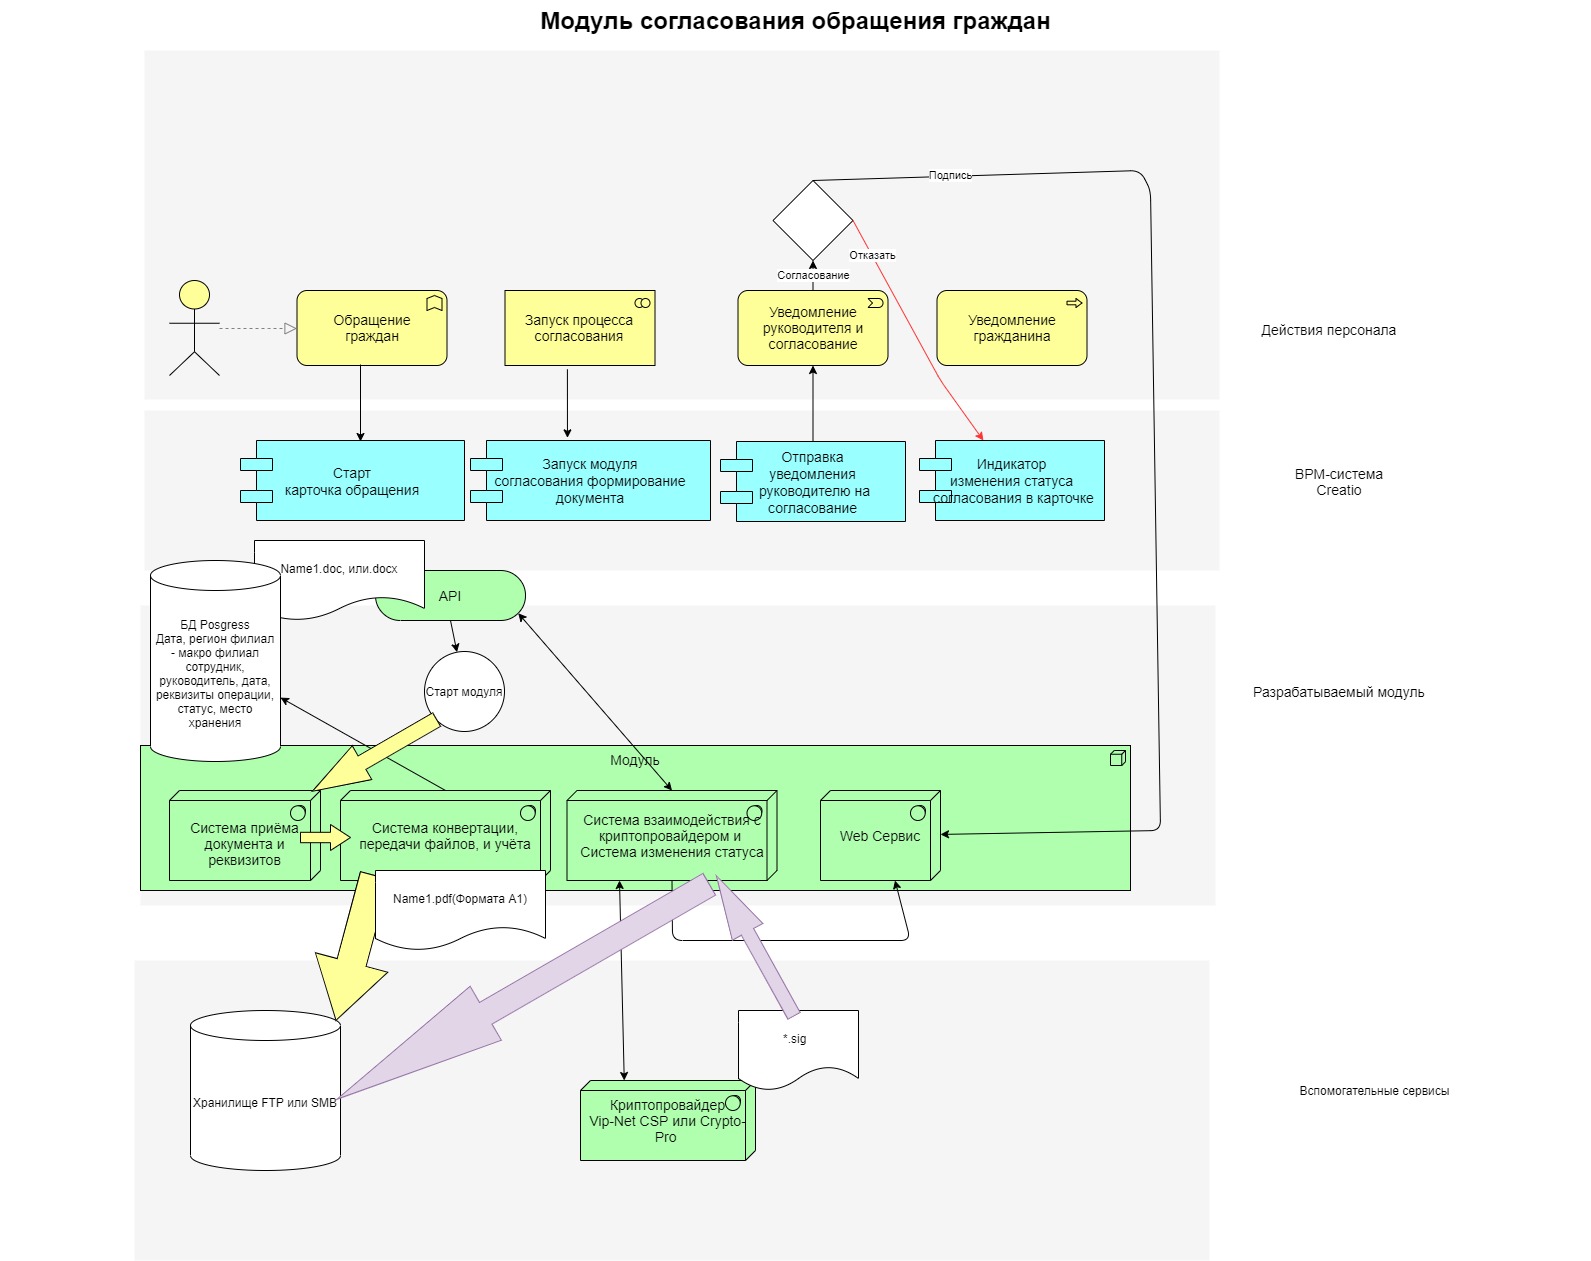 Модуль согласования обращения граждан
Подпись
Отказать
Согласование
Обращение
граждан
Запуск процесса
согласования
Уведомление
руководителя и
согласование
Уведомление
гражданина
Действия персонала
Старт
карточка обращения
Запуск модуля
согласования формирование
документа
Отправка
уведомления
руководителю на
согласование
Индикатор
изменения статуса
согласования в карточке
BPM-система
Creatio
Name1.doc, или.docx
API
БД Posgress
Дата, регион филиал
- макро филиал
сотрудник,
руководитель, дата,
реквизиты операции,
статус, место
хранения
Старт модуля
Разрабатываемый модуль
Модуль
Система приёма
документа и
реквизитов
Система конвертации,
передачи файлов, и учёта
Система взаимодействия с
криптопровайдером и
Система изменения статуса
Web Сервис
Name1.pdf(Формата А1)
*.sig
Хранилище FTP или SMB
Криптопровайдер
Vip-Net CSP или Crypto-
Pro
Вспомогательные сервисы